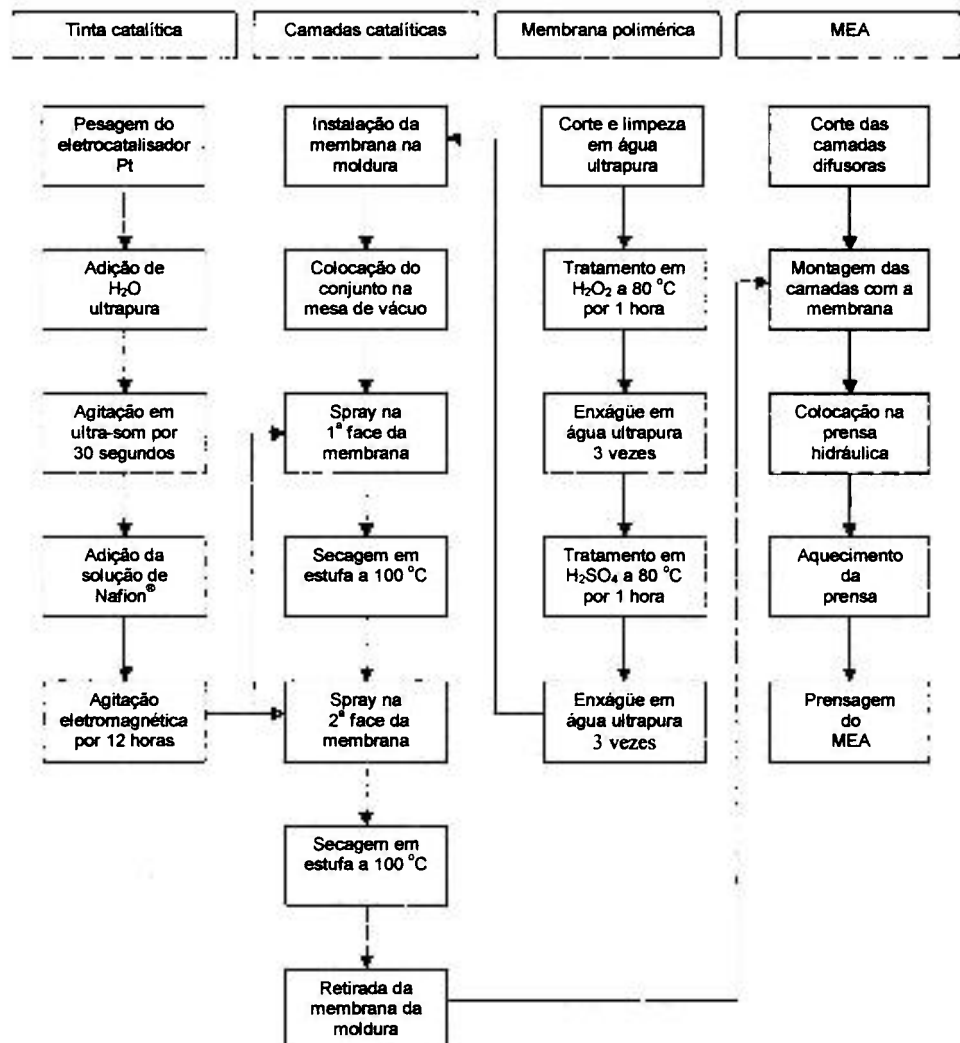 Tinta catalítica
Camadas catalíticas
Membrana polimérica
MEA
Pesagem do
eletrocatalisador
Pt
Adição de
H₂O
ultrapura
Agitação em
ultra-som por
30 segundos
Adição da
solução de
Nafion®
Agitação
eletromagnética
por 12 horas
Instalação da
membrana na
moldura
Colocação do
conjunto na
mesa de vácuo
Spray na
1ª face da
membrana
Secagem em
estufa a 100 °C
Spray na
2ª face da
membrana
Secagem em
estufa a 100 °C
Retirada da
membrana da
moldura
Corte e limpeza
em água
ultrapura
Tratamento em
H₂O₂ a 80 °C
por 1 hora
Enxágüe em
água ultrapura
3 vezes
Tratamento em
H₂SO₄ a 80 °C
por 1 hora
Enxágüe em
água ultrapura
3 vezes
Corte das
camadas
difusoras
Montagem das
camadas com a
membrana
Colocação na
prensa
hidráulica
Aquecimento
da
prensa
Prensagem
do
MEA